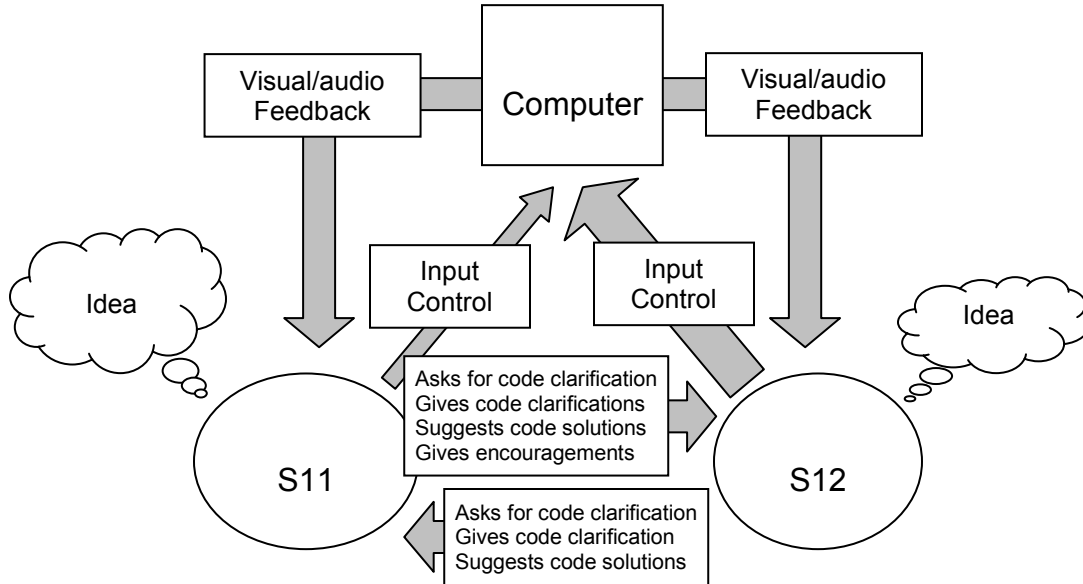 Visual/audio
Feedback
Computer
Visual/audio
Feedback
Idea
Input
Control
Input
Control
Idea
Asks for code clarification
Gives code clarifications
Suggests code solutions
Gives encouragements
S11
S12
Asks for code clarification
Gives code clarification
Suggests code solutions